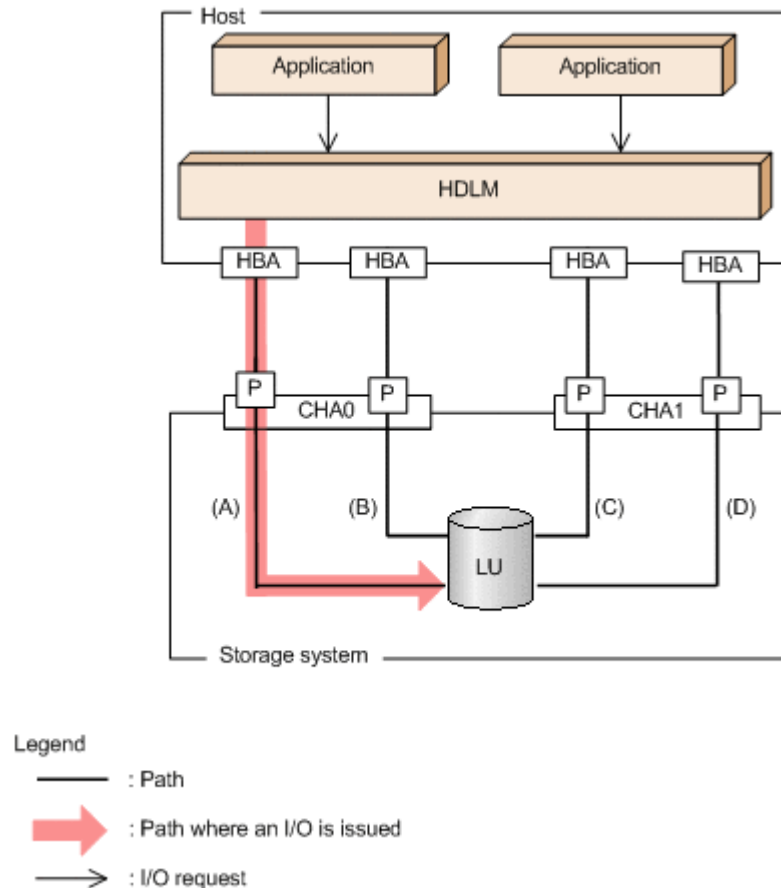 Host
Application Application
HDLM
HBA HBA HBA HBA
P P P P
CHA0 CHA1
(A) (B) (C) (D)
LU
Storage system
Legend
: Path
: Path where an I/O is issued
: I/O request